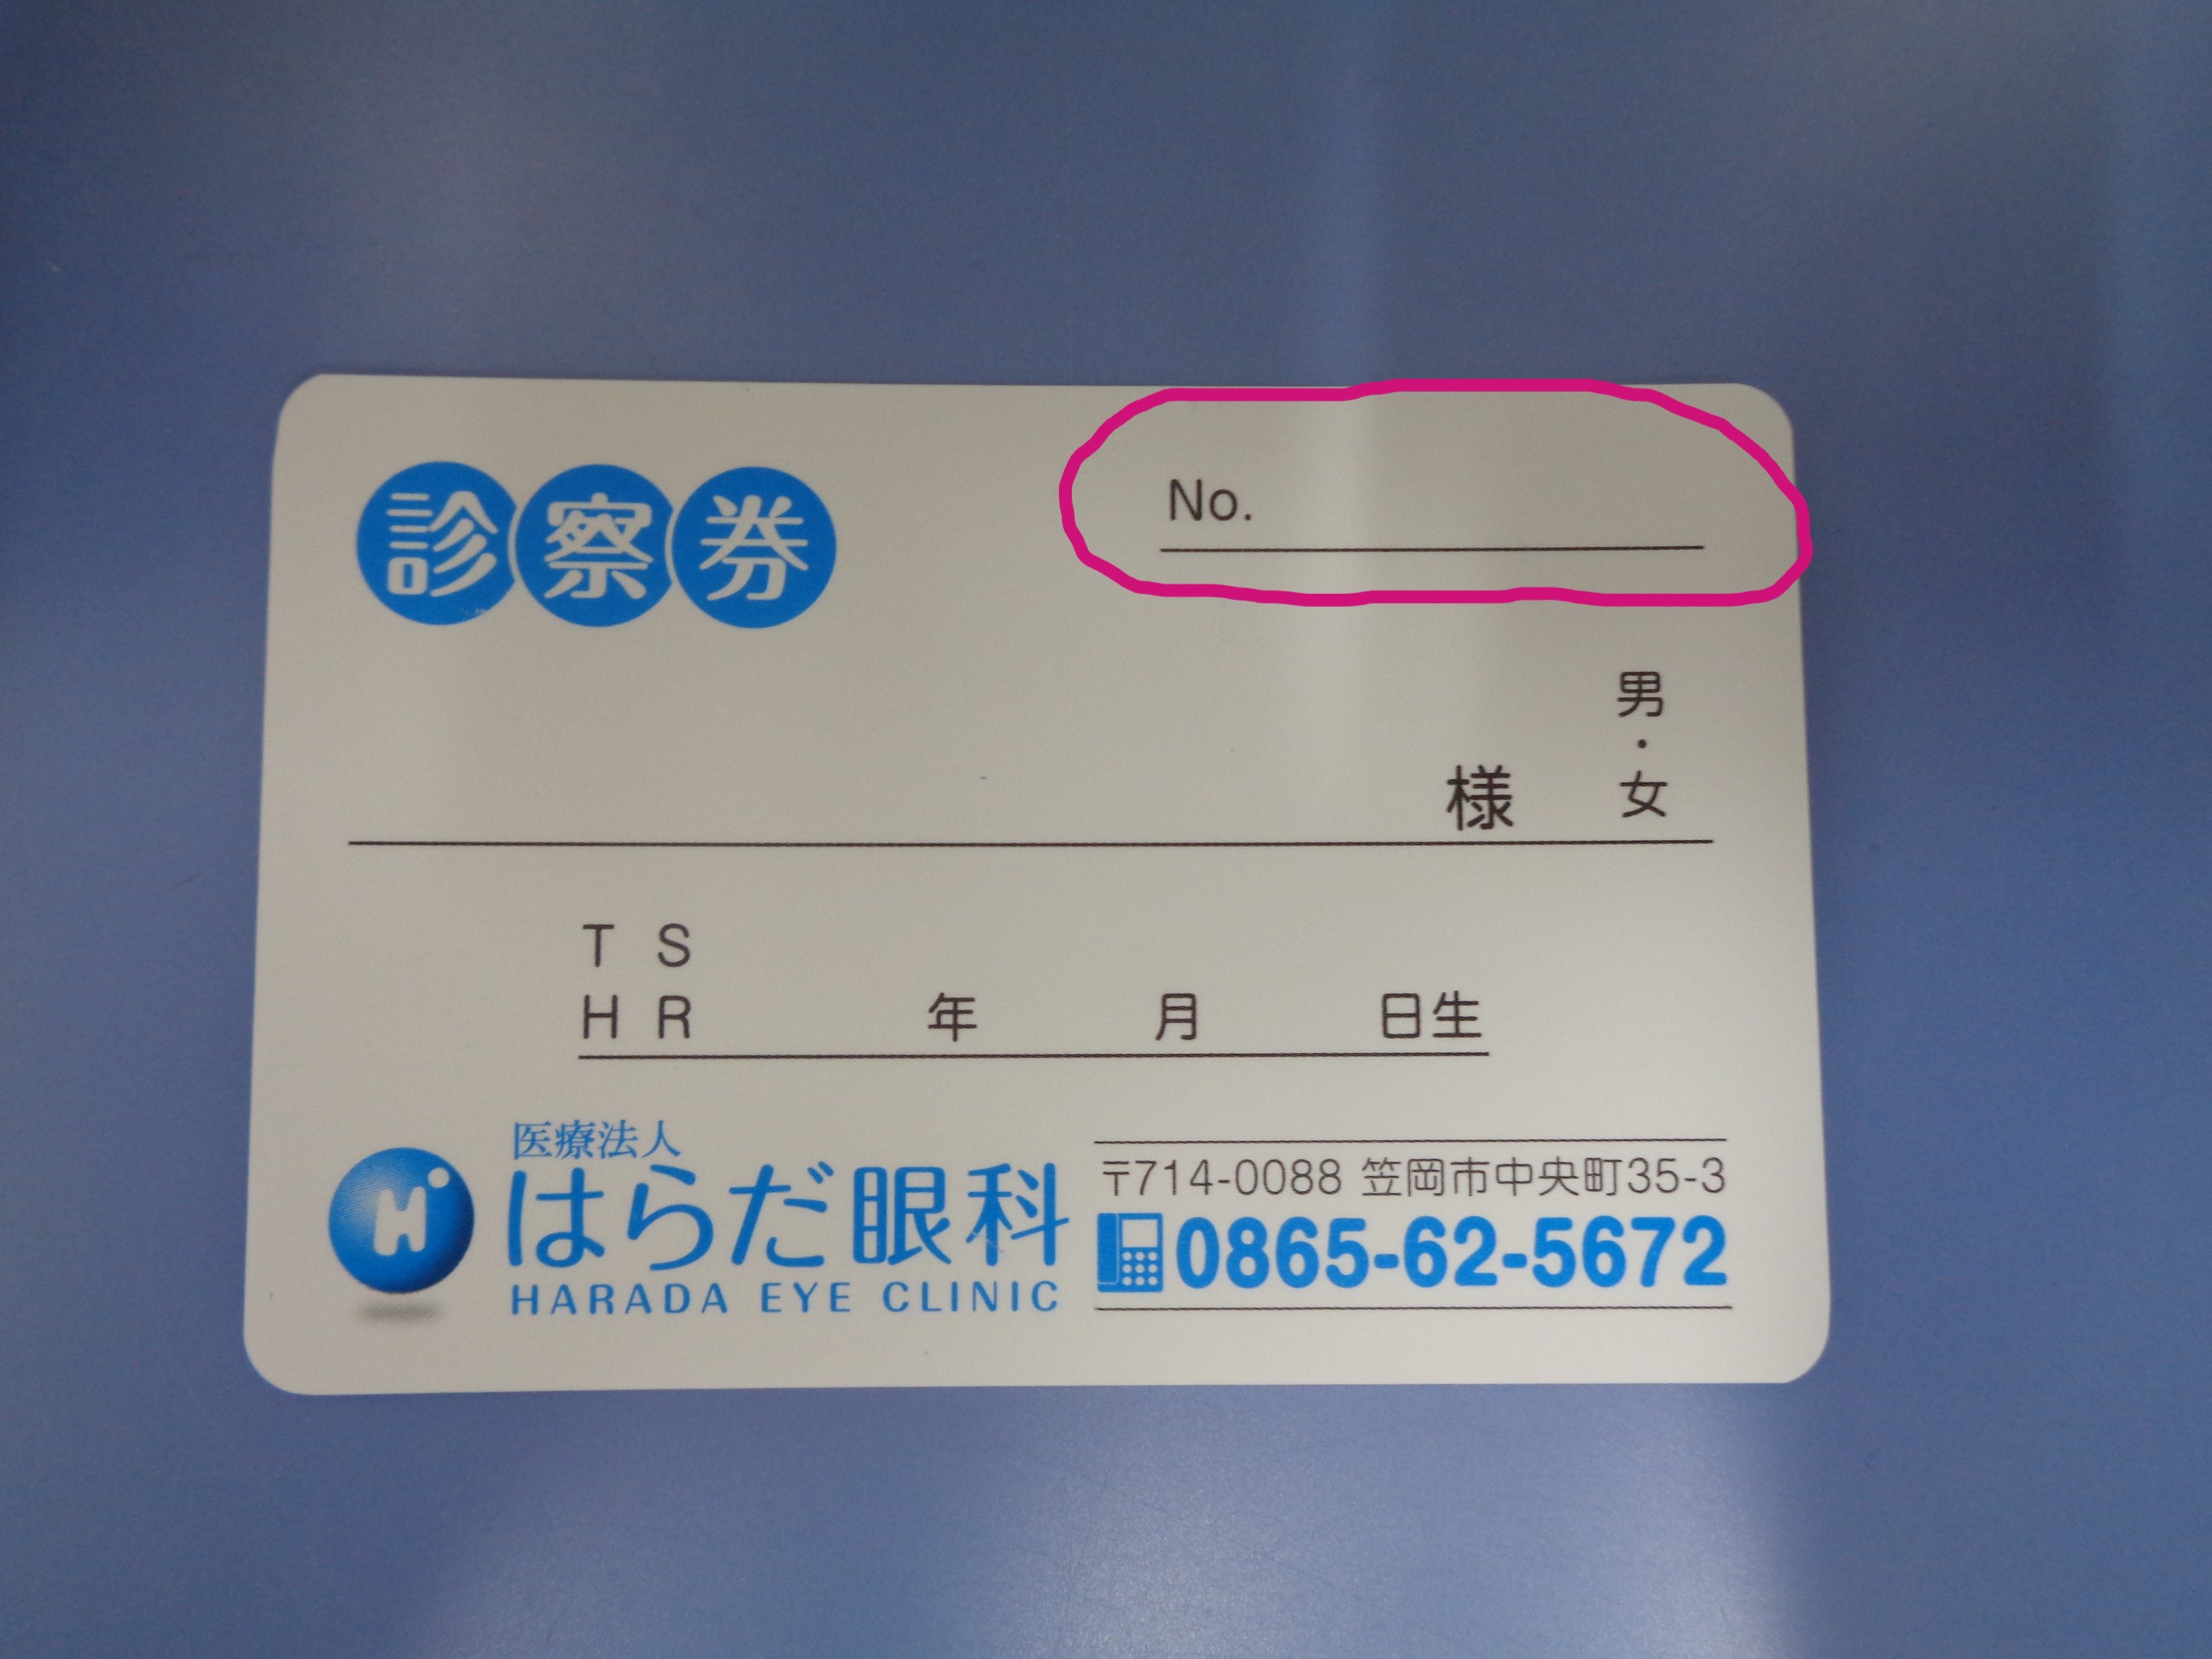 診察券
No.
男・女
様
T S
H R 年 月 日生
医療法人
はらだ眼科
HARADA EYE CLINIC
〒714-0088 笠岡市中央町35-3
0865-62-5672